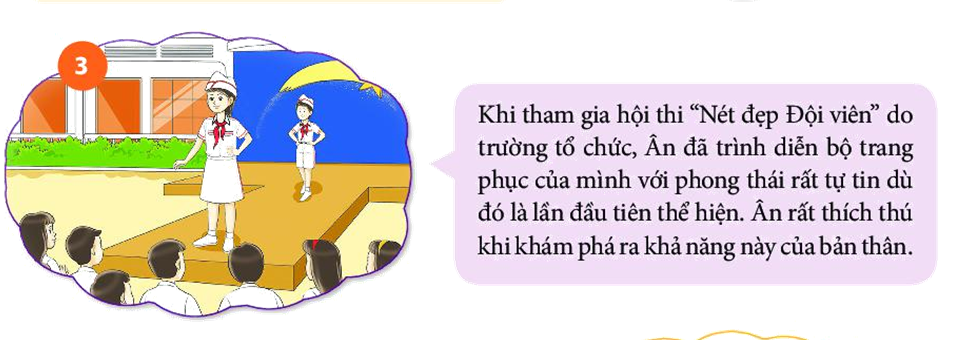 3
Khi tham gia hội thi “Nét đẹp Đội viên” do
trường tổ chức, Ân đã trình diễn bộ trang
phục của mình với phong thái rất tự tin dù
đó là lần đầu tiên thể hiện. Ân rất thích thú
khi khám phá ra khả năng này của bản thân.